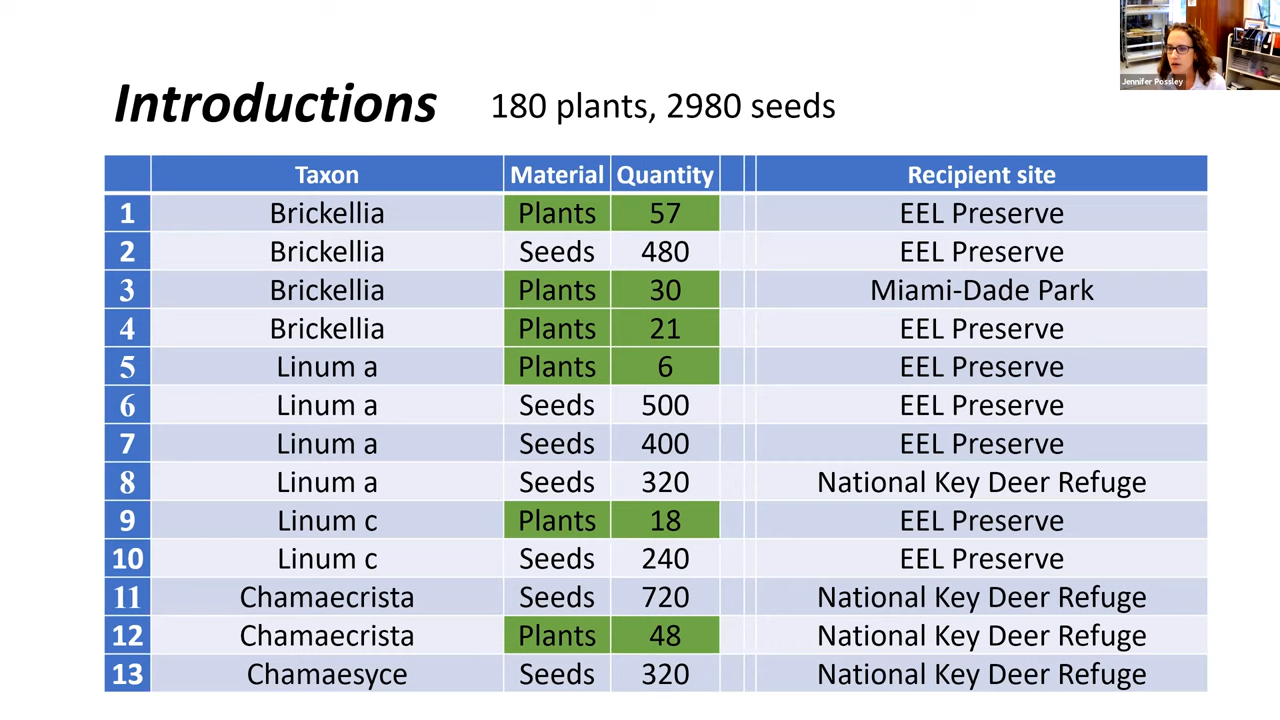 Jennifer Possley
Introductions 180 plants, 2980 seeds
Taxon Material Quantity Recipient site
1 Brickellia Plants 57 EEL Preserve
2 Brickellia Seeds 480 EEL Preserve
3 Brickellia Plants 30 Miami-Dade Park
4 Brickellia Plants 21 EEL Preserve
5 Linum a Plants 6 EEL Preserve
6 Linum a Seeds 500 EEL Preserve
7 Linum a Seeds 400 EEL Preserve
8 Linum a Seeds 320 National Key Deer Refuge
9 Linum c Plants 18 EEL Preserve
10 Linum c Seeds 240 EEL Preserve
11 Chamaecrista Seeds 720 National Key Deer Refuge
12 Chamaecrista Plants 48 National Key Deer Refuge
13 Chamaesyce Seeds 320 National Key Deer Refuge